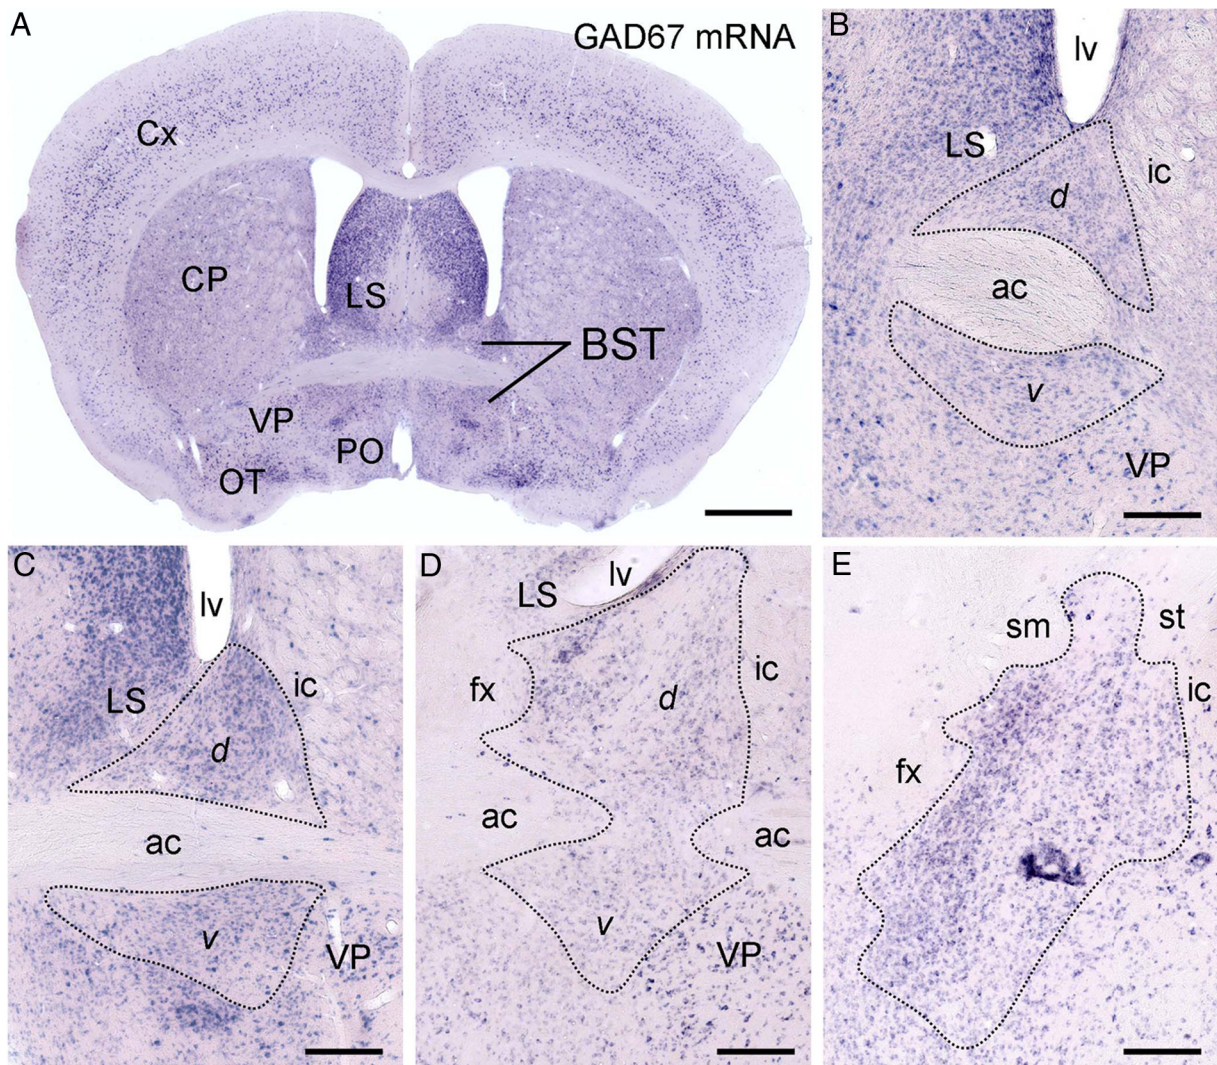 A
GAD67 mRNA
Cx
CP
LS
BST
VP
PO
OT
B
lv
LS
ic
d
ac
v
VP
C
lv
LS
ic
d
ac
v
VP
D
lv
LS
fx
d
ic
ac
ac
v
VP
E
sm
st
ic
fx